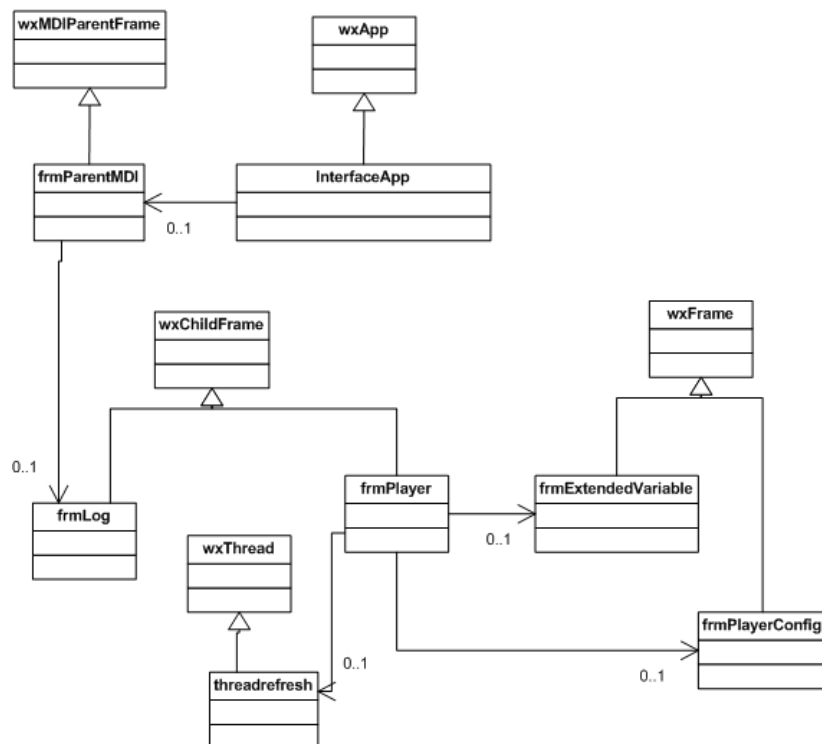 wxMDIParentFrame
wxApp
frmParentMDI
InterfaceApp
0..1
wxChildFrame
wxFrame
0..1
frmLog
frmPlayer
frmExtendedVariable
0..1
wxThread
frmPlayerConfig
0..1
0..1
threadrefresh